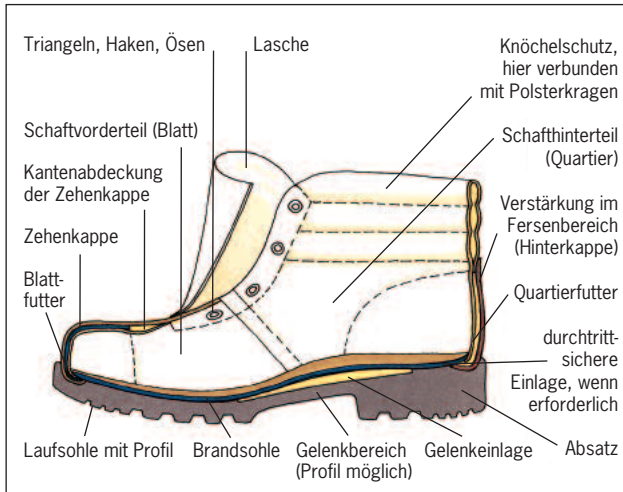 Triangeln, Haken, Ösen
Lasche
Knöchelschutz,
hier verbunden
mit Polsterkragen
Schaftvorderteil (Blatt)
Schafthinterteil
(Quartier)
Kantenabdeckung
der Zehenkappe
Verstärkung im
Fersenbereich
(Hinterkappe)
Zehenkappe
Blatt-
futter
Quartierfutter
durchtritt-
sichere
Einlage, wenn
erforderlich
Laufsohle mit Profil
Brandsohle
Gelenkbereich
(Profil möglich)
Gelenkeinlage
Absatz